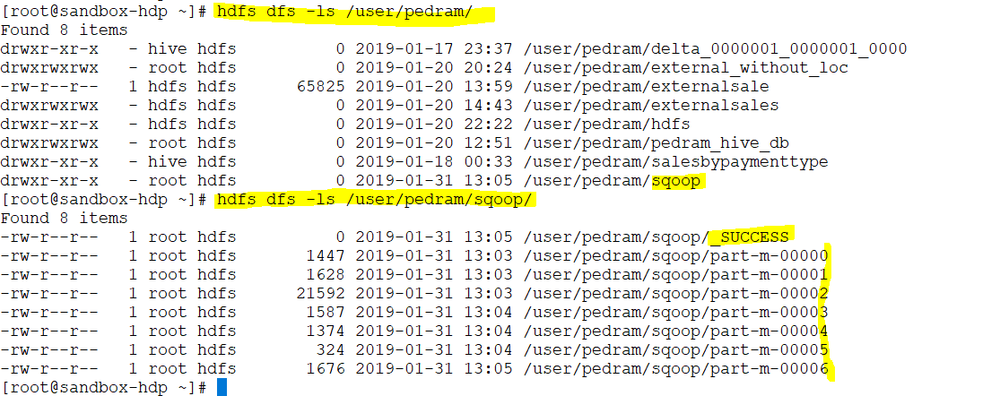 [root@sandbox-hdp ~]# hdfs dfs -ls /user/pedram/
Found 8 items
drwxr-xr-x   - hive hdfs          0 2019-01-17 23:37 /user/pedram/delta_0000001_0000001_0000
drwxrwxrwx   - root hdfs          0 2019-01-20 20:24 /user/pedram/external_without_loc
-rw-r--r--   1 hdfs hdfs      65825 2019-01-20 13:59 /user/pedram/externalsale
drwxrwxrwx   - hdfs hdfs          0 2019-01-20 14:43 /user/pedram/externalsales
drwxr-xr-x   - hdfs hdfs          0 2019-01-20 22:22 /user/pedram/hdfs
drwxrwxrwx   - root hdfs          0 2019-01-20 12:51 /user/pedram/pedram_hive_db
drwxr-xr-x   - hive hdfs          0 2019-01-18 00:33 /user/pedram/salesbypaymenttype
drwxr-xr-x   - root hdfs          0 2019-01-31 13:05 /user/pedram/sqoop
[root@sandbox-hdp ~]# hdfs dfs -ls /user/pedram/sqoop/
Found 8 items
-rw-r--r--   1 root hdfs          0 2019-01-31 13:05 /user/pedram/sqoop/_SUCCESS
-rw-r--r--   1 root hdfs       1447 2019-01-31 13:03 /user/pedram/sqoop/part-m-00000
-rw-r--r--   1 root hdfs       1628 2019-01-31 13:03 /user/pedram/sqoop/part-m-00001
-rw-r--r--   1 root hdfs      21592 2019-01-31 13:03 /user/pedram/sqoop/part-m-00002
-rw-r--r--   1 root hdfs       1587 2019-01-31 13:04 /user/pedram/sqoop/part-m-00003
-rw-r--r--   1 root hdfs       1374 2019-01-31 13:04 /user/pedram/sqoop/part-m-00004
-rw-r--r--   1 root hdfs        324 2019-01-31 13:04 /user/pedram/sqoop/part-m-00005
-rw-r--r--   1 root hdfs       1676 2019-01-31 13:05 /user/pedram/sqoop/part-m-00006
[root@sandbox-hdp ~]#